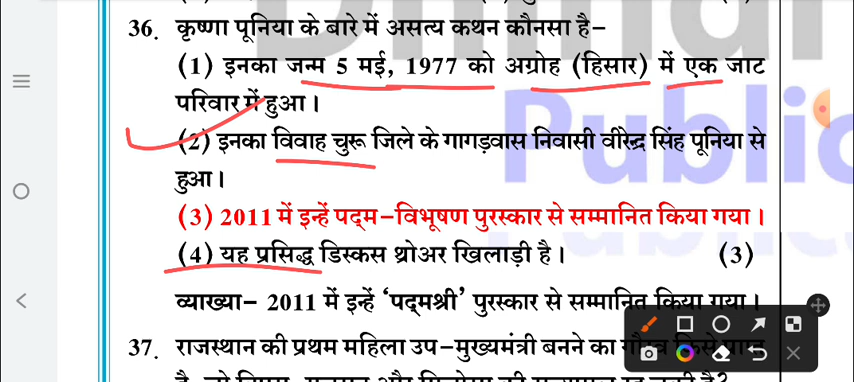 36. कृष्णा पूनिया के बारे में असत्य कथन कौनसा है–
(1) इनका जन्म 5 मई, 1977 को अग्रोह (हिसार) में एक जाट
परिवार में हुआ।
(2) इनका विवाह चुरू जिले के गागड़वास निवासी वीरेन्द्र सिंह पूनिया से
हुआ।
(3) 2011 में इन्हें पद्म–विभूषण पुरस्कार से सम्मानित किया गया।
(4) यह प्रसिद्ध डिस्कस थ्रोअर खिलाड़ी है। (3)
व्याख्या– 2011 में इन्हें ‘पद्मश्री’ पुरस्कार से सम्मानित किया गया।
37. राजस्थान की प्रथम महिला उप–मुख्यमंत्री बनने का